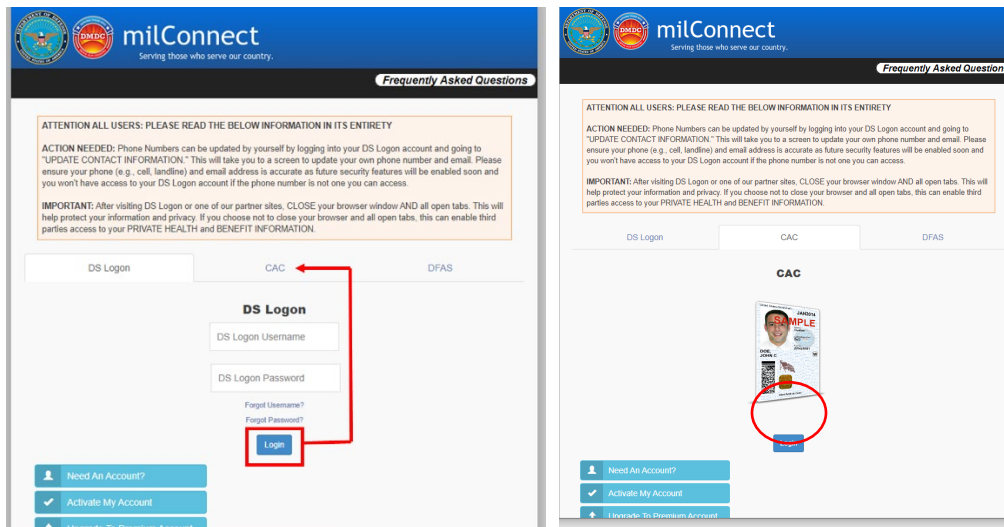 milConnect
Serving those who serve our country.
Frequently Asked Questions
ATTENTION ALL USERS: PLEASE READ THE BELOW INFORMATION IN ITS ENTIRETY
ACTION NEEDED: Phone Numbers can be updated by yourself by logging into your DS Logon account and going to
"UPDATE CONTACT INFORMATION." This will take you to a screen to update your own phone number and email. Please
ensure your phone (e.g., cell, landline) and email address is accurate as future security features will be enabled soon and
you won't have access to your DS Logon account if the phone number is not one you can access.
IMPORTANT: After visiting DS Logon or one of our partner sites, CLOSE your browser window AND all open tabs. This will
help protect your information and privacy. If you choose not to close your browser and all open tabs, this can enable third
parties access to your PRIVATE HEALTH and BENEFIT INFORMATION.
DS Logon
CAC
DFAS
DS Logon
DS Logon Username
DS Logon Password
Forgot Username?
Forgot Password?
Login
Need An Account?
Activate My Account
Upgrade To Premium Account
milConnect
Serving those who serve our country.
Frequently Asked Question
ATTENTION ALL USERS: PLEASE READ THE BELOW INFORMATION IN ITS ENTIRETY
ACTION NEEDED: Phone Numbers can be updated by yourself by logging into your DS Logon account and going to
"UPDATE CONTACT INFORMATION." This will take you to a screen to update your own phone number and email. Please
ensure your phone (e.g., cell, landline) and email address is accurate as future security features will be enabled soon and
you won't have access to your DS Logon account if the phone number is not one you can access.
IMPORTANT: After visiting DS Logon or one of our partner sites, CLOSE your browser window AND all open tabs. This will
help protect your information and privacy. If you choose not to close your browser and all open tabs, this can enable third
parties access to your PRIVATE HEALTH and BENEFIT INFORMATION.
DS Logon
CAC
DFAS
CAC
JAN2014
SAMPLE
DOE,
JOHN C
Login
Need An Account?
Activate My Account
Upgrade To Premium Account